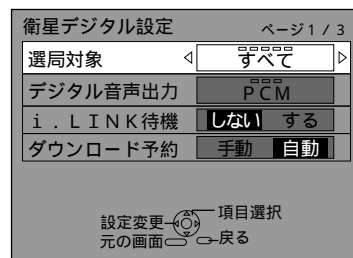 衛星デジタル設定 ページ1 / 3
選局対象 すべて
デジタル音声出力 PCM
i．LINK待機 しない する
ダウンロード予約 手動 自動
設定変更 項目選択
元の画面 戻る